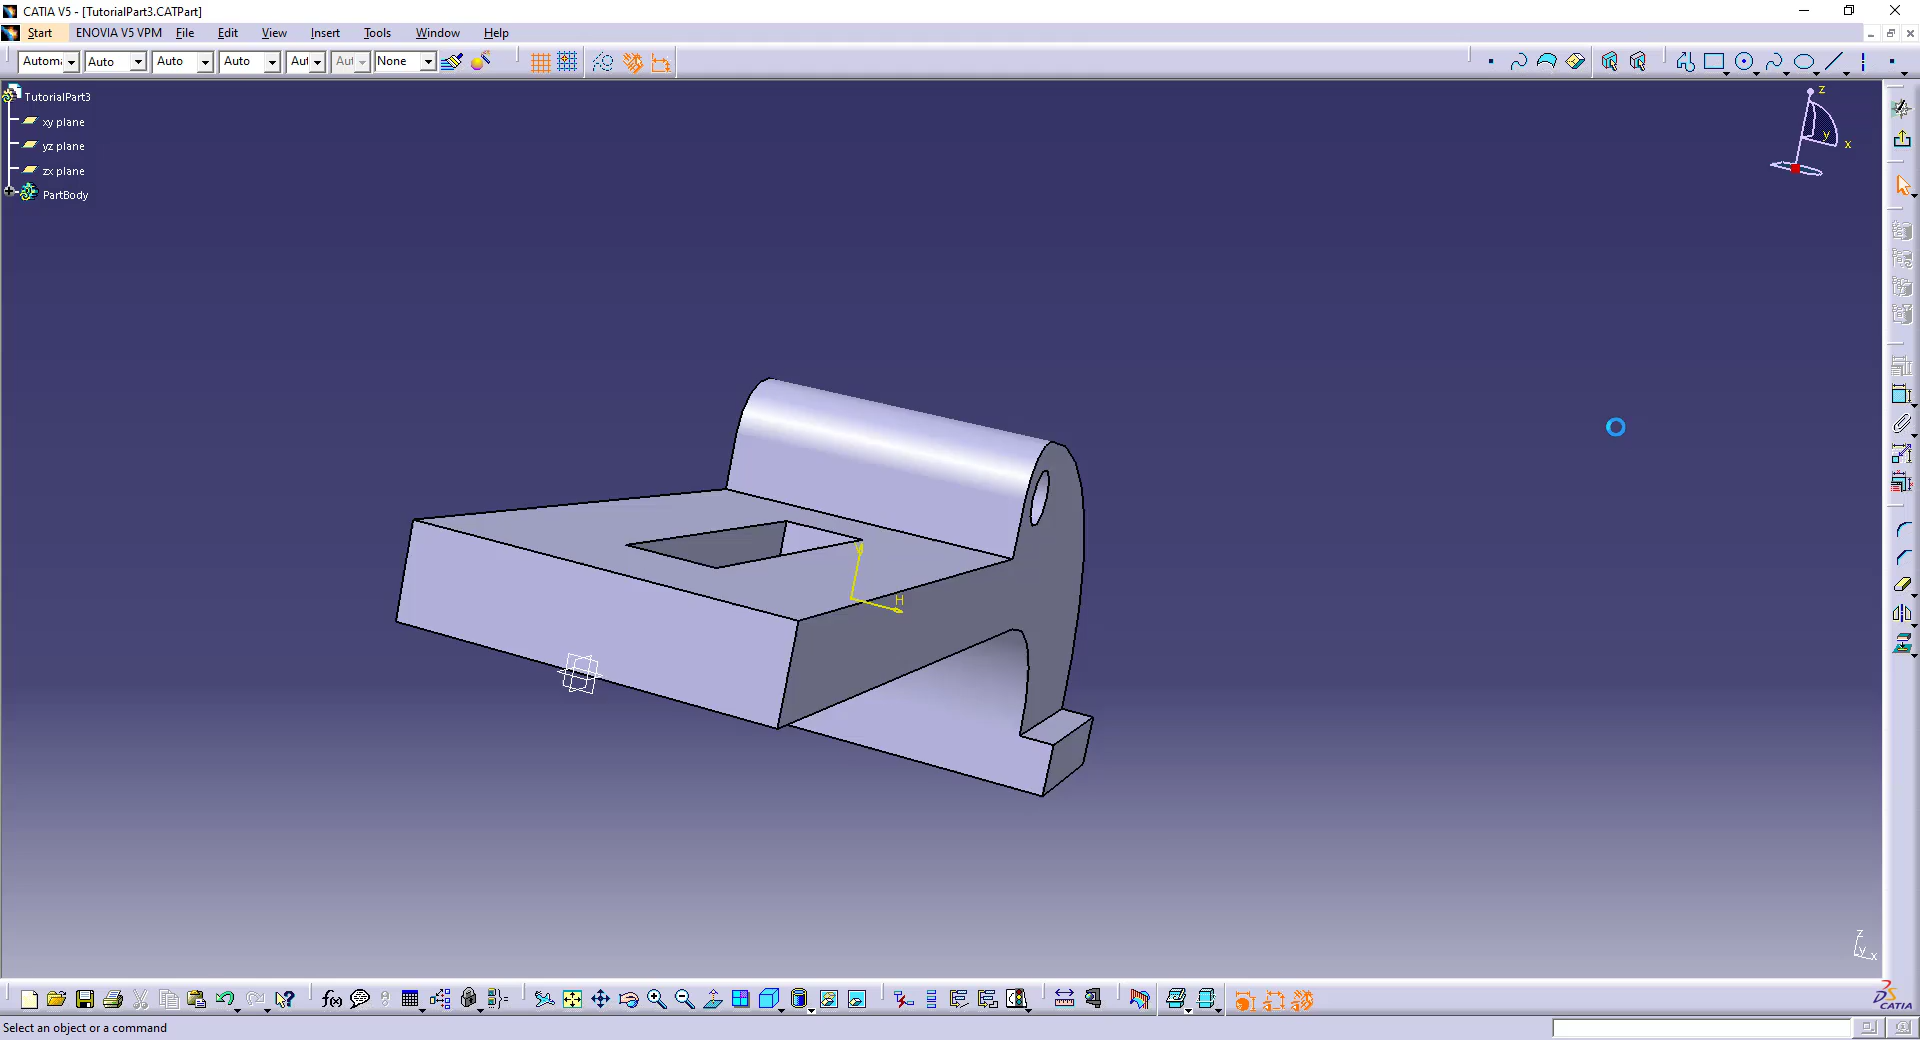 CATIA V5 - [TutorialPart3.CATPart]
Start ENOVIA V5 VPM File Edit View Insert Tools Window Help
Auto Auto Auto None
TutorialPart3
xy plane
yz plane
zx plane
PartBody
z
y
x
V
H
z
y
x
f(x)
CATIA
Select an object or a command